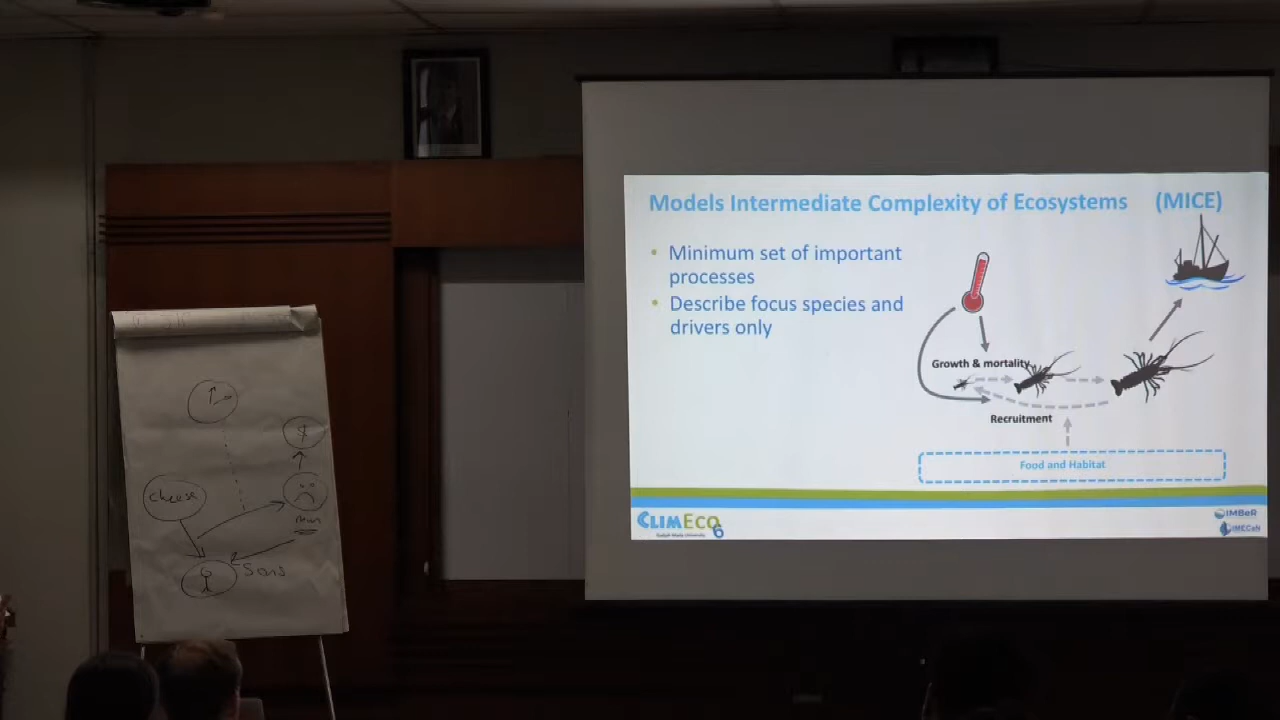 Models Intermediate Complexity of Ecosystems (MICE)
• Minimum set of important
processes
• Describe focus species and
drivers only
Growth & mortality
Recruitment
Food and Habitat
CLIMECO
6
IMBeR
cheese
Sons